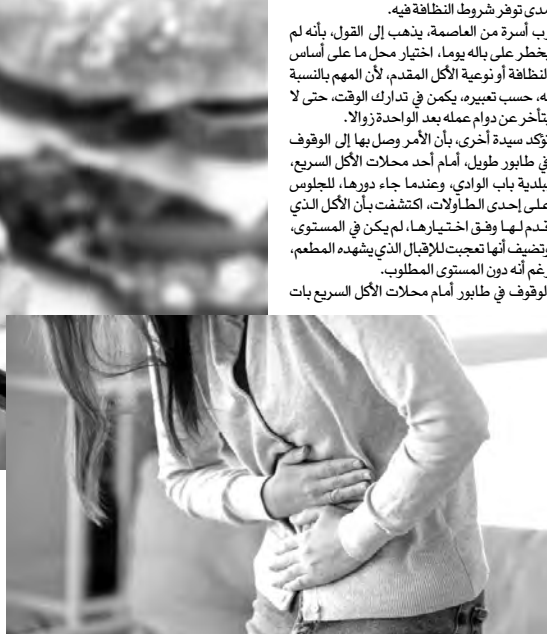 مدى توفر شروط النظافة فيه.
رب أسرة من العاصمة، يذهب إلى القول، بأنه لم
يخطر على باله يوما، اختيار محل ما على أساس
النظافة أو نوعية الأكل المقدم، لأن المهم بالنسبة
له، حسب تعبيره، يكمن في تدارك الوقت، حتى لا
يتأخر عن دوام عمله بعد الواحدة زوالا.
تؤكد سيدة أخرى، بأن الأمر وصل بها إلى الوقوف
في طابور طويل، أمام أحد محلات الأكل السريع،
ببلدية باب الوادي، وعندما جاء دورها، للجلوس
على إحدى الطاولات، اكتشفت بأن الأكل الذي
قدم لها وفق اختيارها، لم يكن في المستوى،
وتضيف أنها تعجبت للإقبال الذي يشهده المطعم،
رغم أنه دون المستوى المطلوب.
الوقوف في طابور أمام محلات الأكل السريع بات